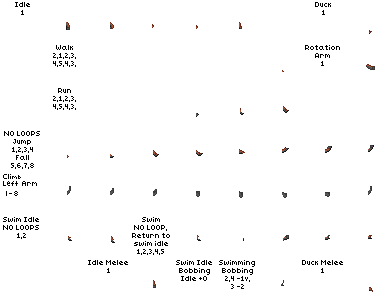 Idle
1
Duck
1
Walk
2,1,2,3,
4,5,4,3,
Rotation
Arm
1
Run
2,1,2,3,
4,5,4,3,
NO LOOPS
Jump
1,2,3,4
Fall
5,6,7,8
Climb
Left Arm
1-8
Swim Idle
NO LOOPS
1,2
Swim
NO LOOP,
Return to
swim idle
1,2,3,4,5
Idle Melee
1
Swim Idle
Bobbing
Idle +0
Swimming
Bobbing
2,4 -1v,
3 -2
Duck Melee
1